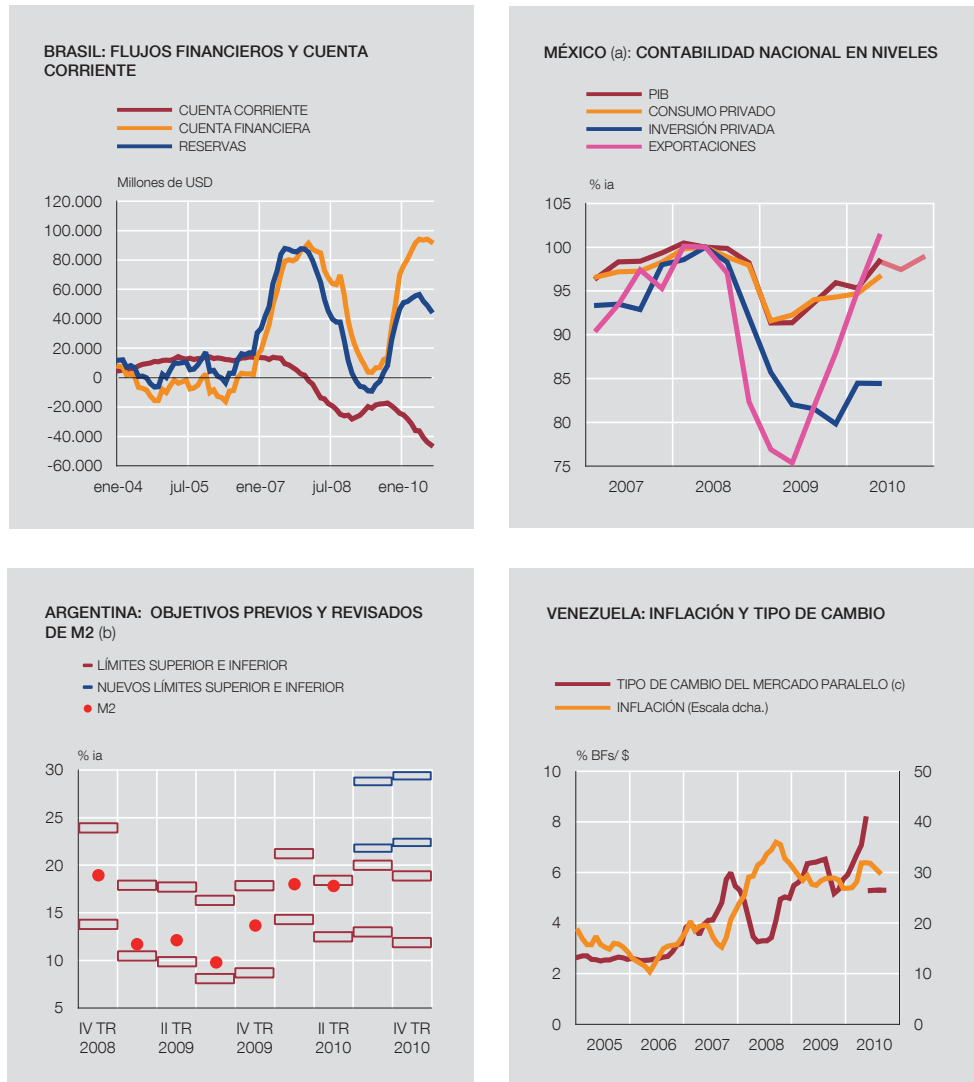 BRASIL: FLUJOS FINANCIEROS Y CUENTA
CORRIENTE
CUENTA CORRIENTE
CUENTA FINANCIERA
RESERVAS
Millones de USD
120.000
100.000
80.000
60.000
40.000
20.000
0
-20.000
-40.000
-60.000
ene-04 jul-05 ene-07 jul-08 ene-10
MÉXICO (a): CONTABILIDAD NACIONAL EN NIVELES
PIB
CONSUMO PRIVADO
INVERSIÓN PRIVADA
EXPORTACIONES
% ia
105
100
95
90
85
80
75
2007 2008 2009 2010
ARGENTINA: OBJETIVOS PREVIOS Y REVISADOS
DE M2 (b)
LÍMITES SUPERIOR E INFERIOR
NUEVOS LÍMITES SUPERIOR E INFERIOR
M2
% ia
30
25
20
15
10
5
IV TR II TR IV TR II TR IV TR
2008 2009 2009 2010 2010
VENEZUELA: INFLACIÓN Y TIPO DE CAMBIO
TIPO DE CAMBIO DEL MERCADO PARALELO (c)
INFLACIÓN (Escala dcha.)
% BFs/ $
10 50
8 40
6 30
4 20
2 10
0 0
2005 2006 2007 2008 2009 2010